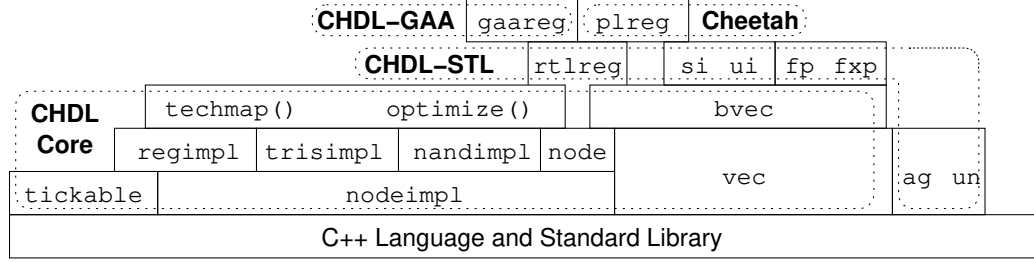 CHDL–GAA gaareg plreg Cheetah
CHDL–STL rtlreg si ui fp fxp
CHDL techmap() optimize() bvec
Core regimpl trisimpl nandimpl node
vec ag un
tickable nodeimpl
C++ Language and Standard Library